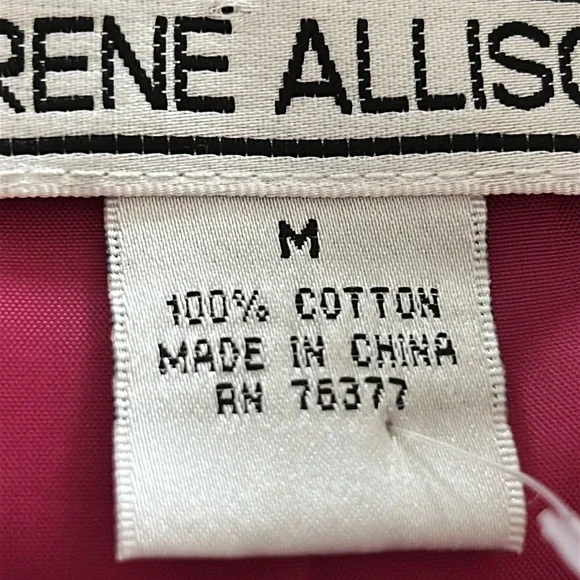 RENE ALLISO
M
100% COTTON
MADE IN CHINA
RN 76377